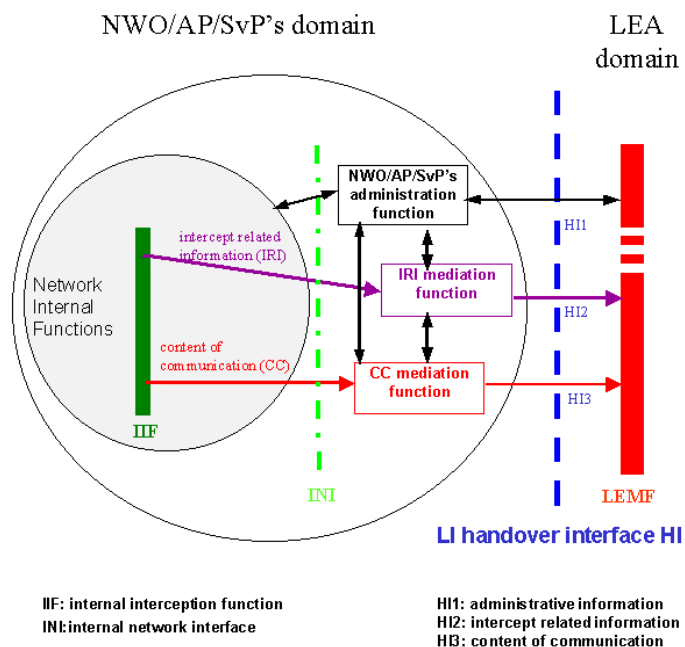 NWO/AP/SvP's domain
LEA
domain
NWO/AP/SvP's
administration
function
HI1
intercept related
information (IRI)
IRI mediation
function
Network
Internal
Functions
HI2
content of
communication (CC)
CC mediation
function
HI3
IIF
INI
LEMF
LI handover interface HI
IIF: internal interception function
INI:internal network interface
HI1: administrative information
HI2: intercept related information
HI3: content of communication